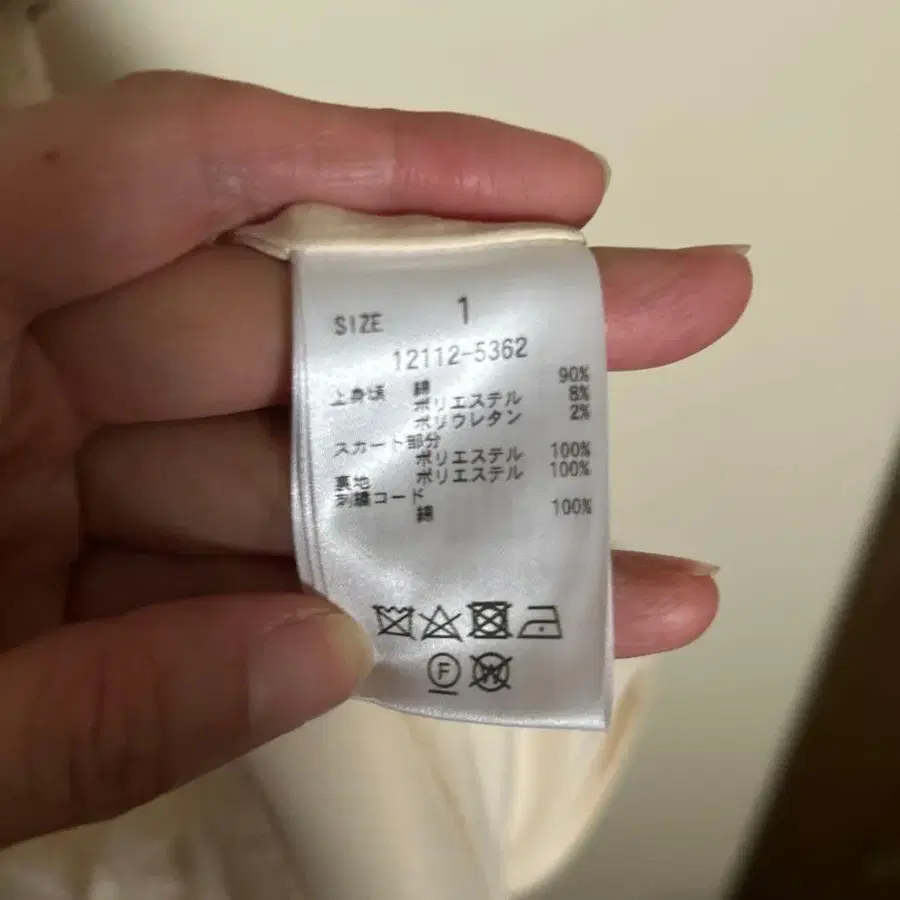 SIZE 1
12112-5362
上身頃 綿 90%
ポリエステル 8%
ポリウレタン 2%
スカート部分
ポリエステル 100%
裏地 ポリエステル 100%
刺繍コード
綿 100%
F W